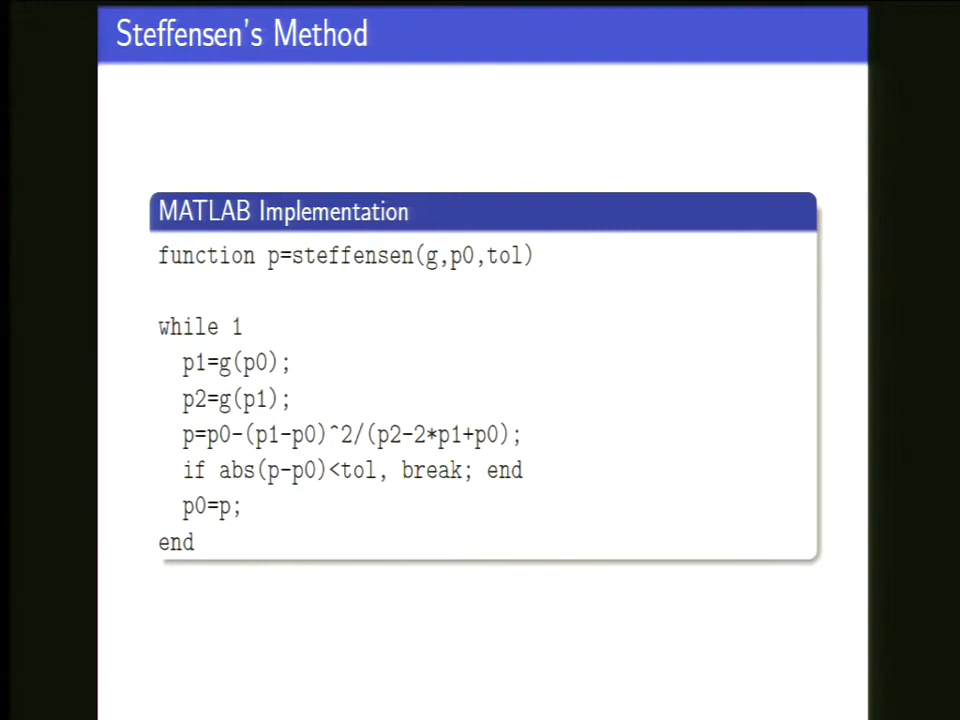 Steffensen's Method
MATLAB Implementation
function p=steffensen(g,p0,tol)
while 1
p1=g(p0);
p2=g(p1);
p=p0-(p1-p0)^2/(p2-2*p1+p0);
if abs(p-p0)<tol, break; end
p0=p;
end